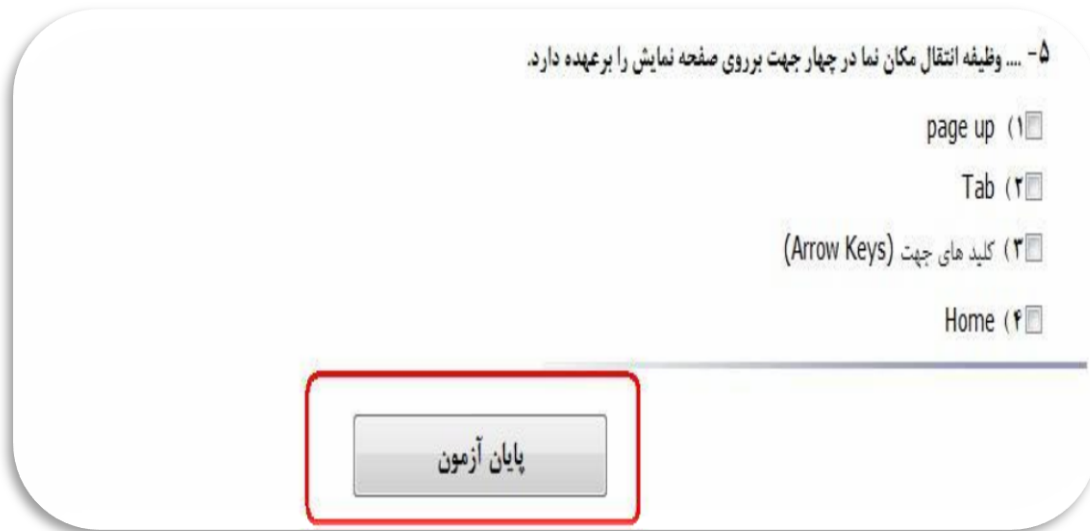 ۵- .... وظیفه انتقال مکان نما در چهار جهت برروی صفحه نمایش را برعهده دارد.
۱) page up
۲) Tab
۳) کلید های جهت (Arrow Keys)
۴) Home
پایان آزمون